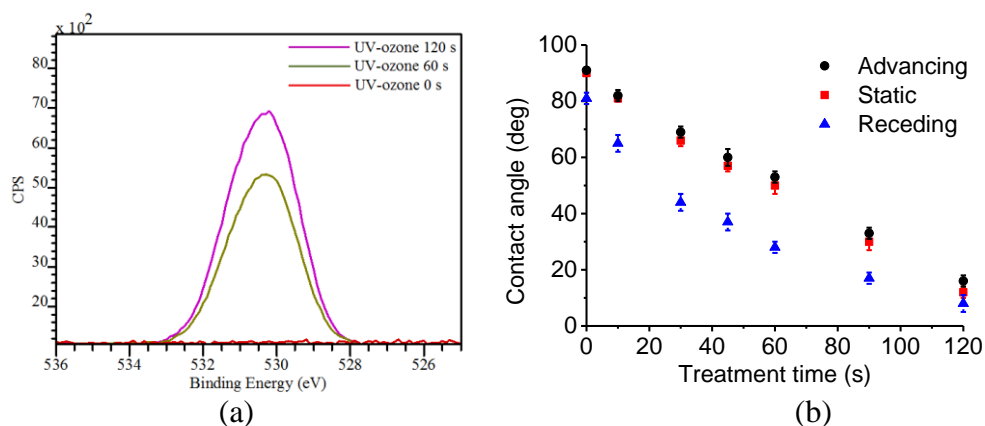 x 10²
UV-ozone 120 s
UV-ozone 60 s
UV-ozone 0 s
80
70
60
50
40
30
20
CPS
536
534
532
530
528
526
Binding Energy (eV)
(a)
100
80
60
40
20
0
Contact angle (deg)
Advancing
Static
Receding
0
20
40
60
80
100
120
Treatment time (s)
(b)